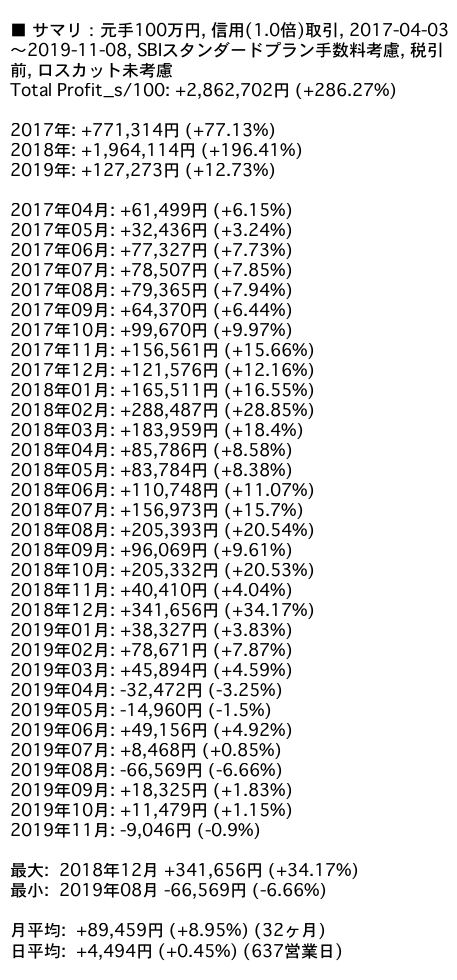 ■ サマリ：元手100万円, 信用(1.0倍)取引, 2017-04-03
～2019-11-08, SBIスタンダードプラン手数料考慮, 税引
前, ロスカット未考慮
Total Profit_s/100: +2,862,702円 (+286.27%)
2017年: +771,314円 (+77.13%)
2018年: +1,964,114円 (+196.41%)
2019年: +127,273円 (+12.73%)
2017年04月: +61,499円 (+6.15%)
2017年05月: +32,436円 (+3.24%)
2017年06月: +77,327円 (+7.73%)
2017年07月: +78,507円 (+7.85%)
2017年08月: +79,365円 (+7.94%)
2017年09月: +64,370円 (+6.44%)
2017年10月: +99,670円 (+9.97%)
2017年11月: +156,561円 (+15.66%)
2017年12月: +121,576円 (+12.16%)
2018年01月: +165,511円 (+16.55%)
2018年02月: +288,487円 (+28.85%)
2018年03月: +183,959円 (+18.4%)
2018年04月: +85,786円 (+8.58%)
2018年05月: +83,784円 (+8.38%)
2018年06月: +110,748円 (+11.07%)
2018年07月: +156,973円 (+15.7%)
2018年08月: +205,393円 (+20.54%)
2018年09月: +96,069円 (+9.61%)
2018年10月: +205,332円 (+20.53%)
2018年11月: +40,410円 (+4.04%)
2018年12月: +341,656円 (+34.17%)
2019年01月: +38,327円 (+3.83%)
2019年02月: +78,671円 (+7.87%)
2019年03月: +45,894円 (+4.59%)
2019年04月: -32,472円 (-3.25%)
2019年05月: -14,960円 (-1.5%)
2019年06月: +49,156円 (+4.92%)
2019年07月: +8,468円 (+0.85%)
2019年08月: -66,569円 (-6.66%)
2019年09月: +18,325円 (+1.83%)
2019年10月: +11,479円 (+1.15%)
2019年11月: -9,046円 (-0.9%)
最大: 2018年12月 +341,656円 (+34.17%)
最小: 2019年08月 -66,569円 (-6.66%)
月平均: +89,459円 (+8.95%) (32ヶ月)
日平均: +4,494円 (+0.45%) (637営業日)